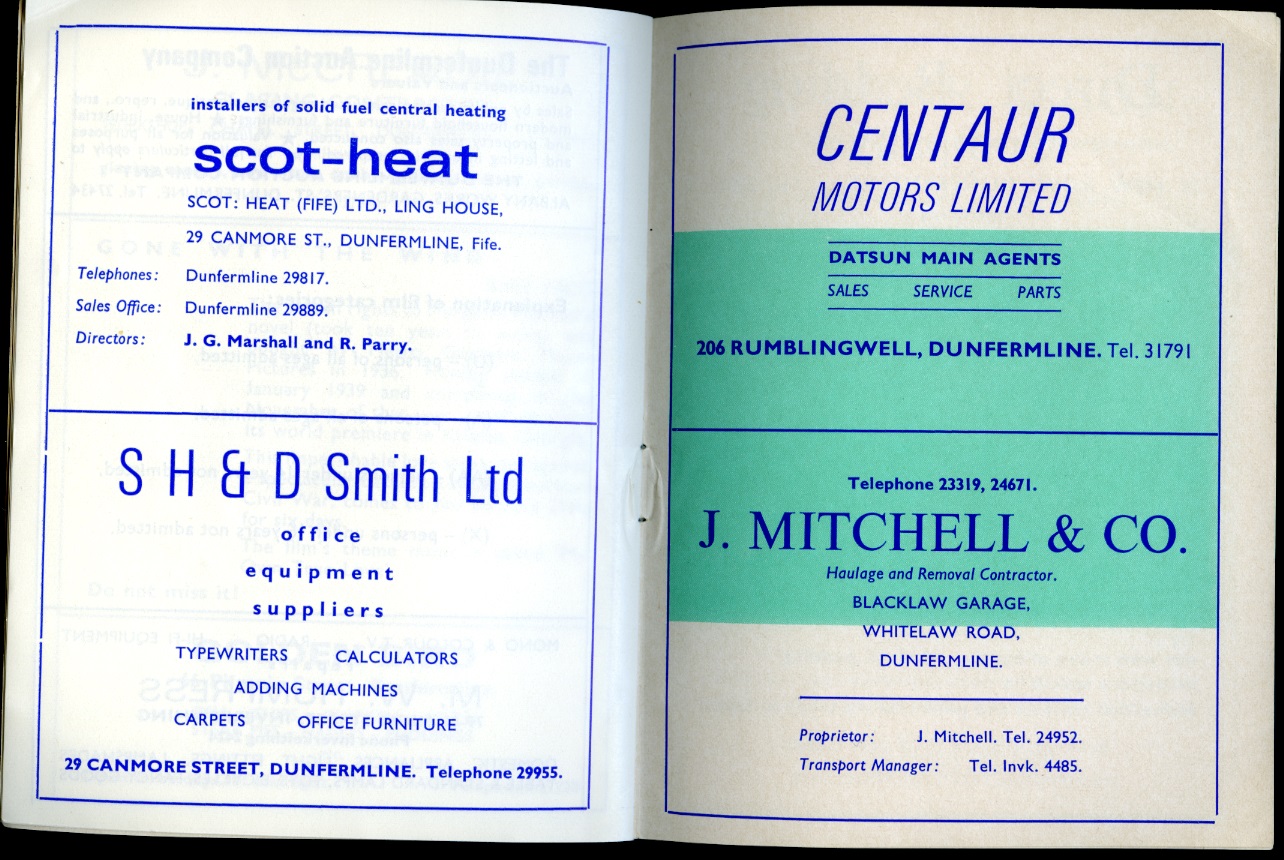 installers of solid fuel central heating
scot-heat
SCOT: HEAT (FIFE) LTD., LING HOUSE,
29 CANMORE ST., DUNFERMLINE, Fife.
Telephones: Dunfermline 29817.
Sales Office: Dunfermline 29889.
Directors: J. G. Marshall and R. Parry.
S H & D Smith Ltd
office
equipment
suppliers
TYPEWRITERS CALCULATORS
ADDING MACHINES
CARPETS OFFICE FURNITURE
29 CANMORE STREET, DUNFERMLINE. Telephone 29955.
CENTAUR
MOTORS LIMITED
DATSUN MAIN AGENTS
SALES SERVICE PARTS
206 RUMBLINGWELL, DUNFERMLINE. Tel. 31791
Telephone 23319, 24671.
J. MITCHELL & CO.
Haulage and Removal Contractor.
BLACKLAW GARAGE,
WHITELAW ROAD,
DUNFERMLINE.
Proprietor: J. Mitchell. Tel. 24952.
Transport Manager: Tel. Invk. 4485.